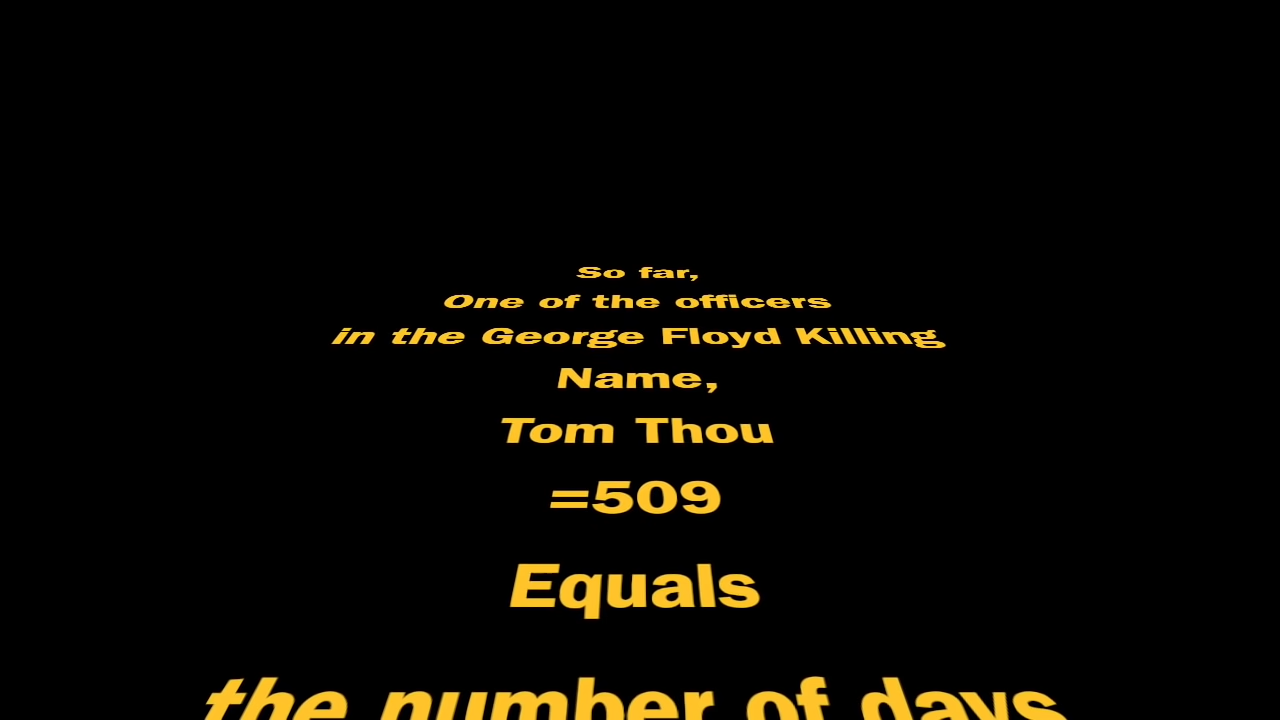 So far,
One of the officers
in the George Floyd Killing
Name,
Tom Thou
=509
Equals
the number of days